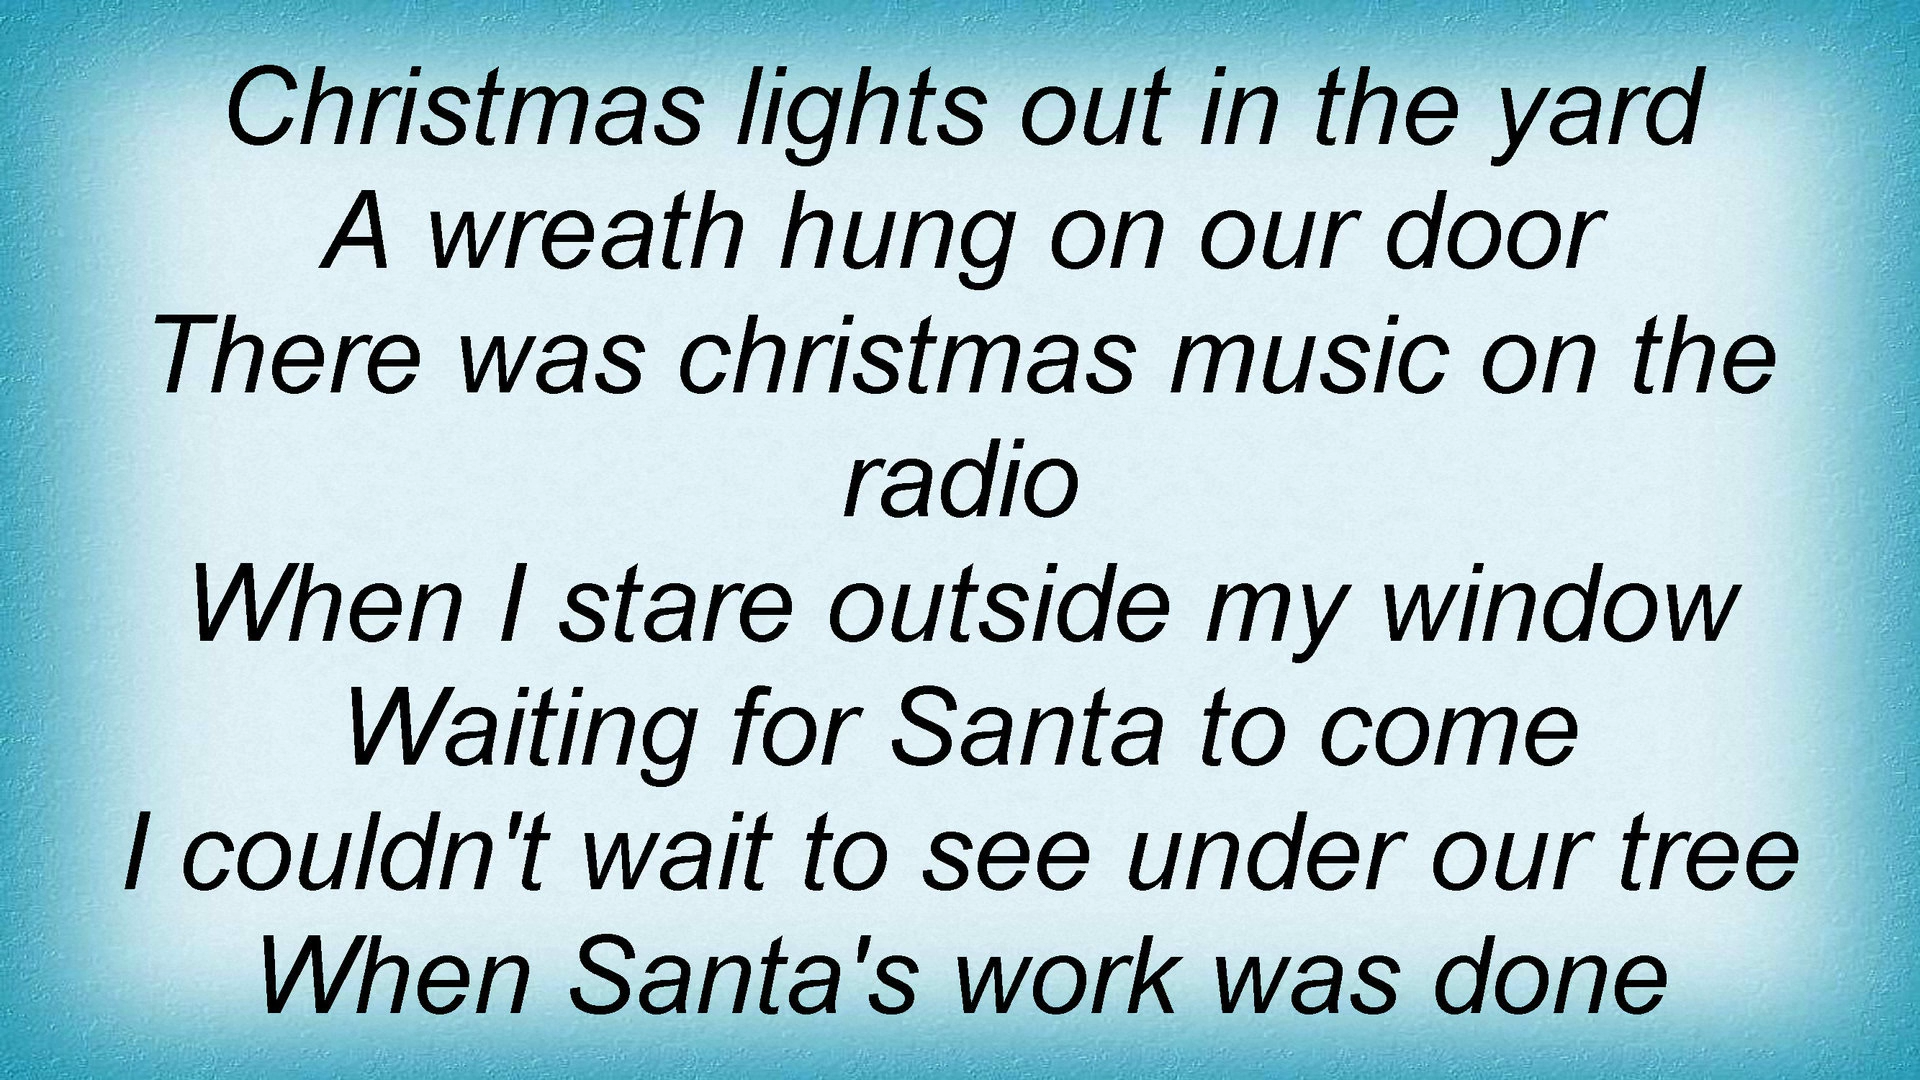 Christmas lights out in the yard
A wreath hung on our door
There was christmas music on the
radio
When I stare outside my window
Waiting for Santa to come
I couldn't wait to see under our tree
When Santa's work was done